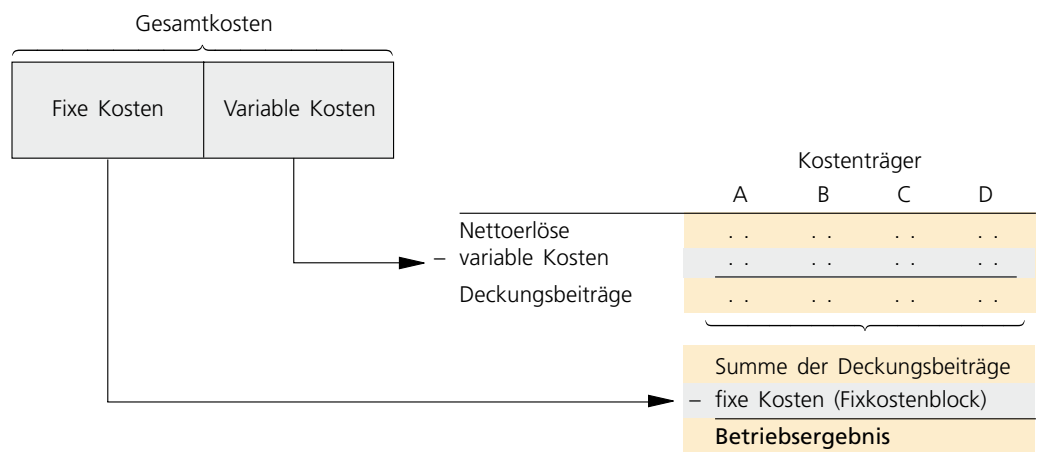 Gesamtkosten
Fixe Kosten Variable Kosten
Kostenträger
A B C D
Nettoerlöse . . . . . . . .
– variable Kosten . . . . . . . .
Deckungsbeiträge . . . . . . . .
Summe der Deckungsbeiträge
– fixe Kosten (Fixkostenblock)
Betriebsergebnis